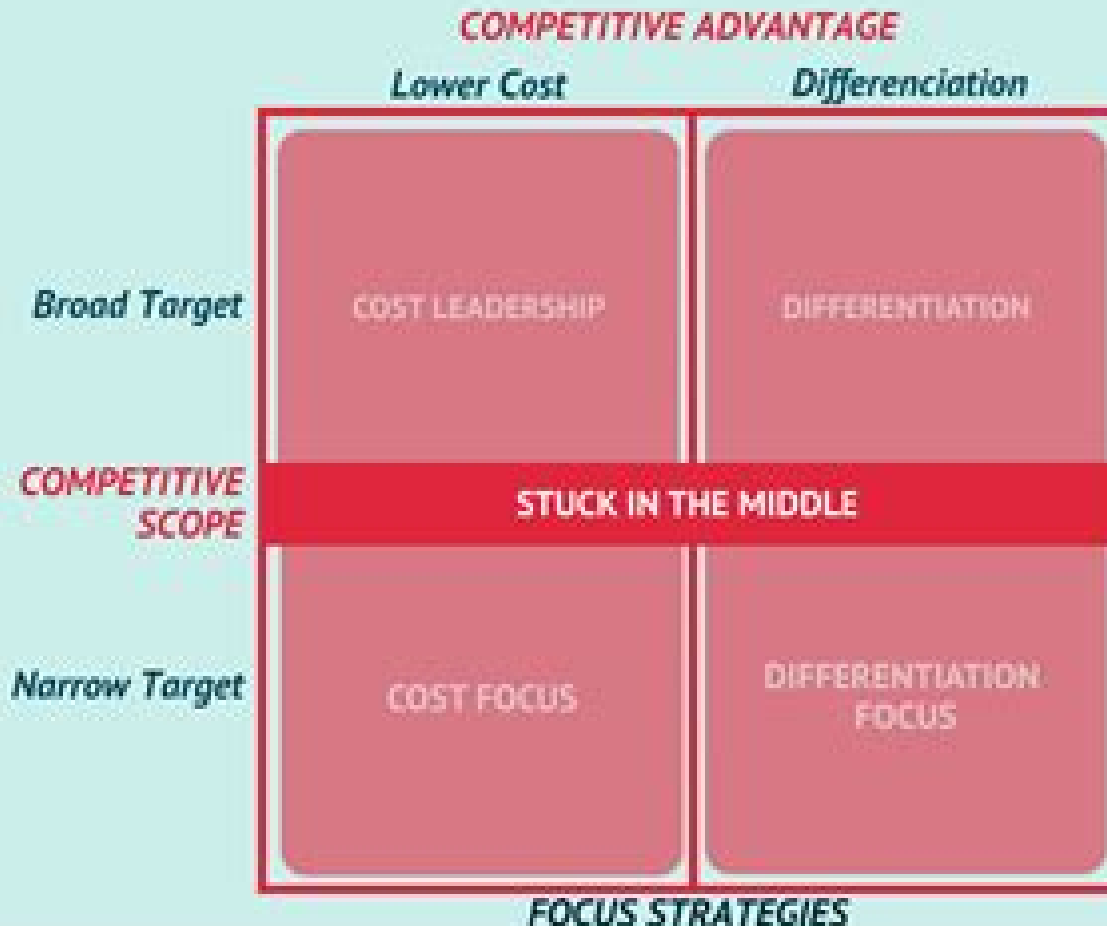 COMPETITIVE ADVANTAGE
Lower Cost
Differenciation
Broad Target
COST LEADERSHIP
DIFFERENTIATION
COMPETITIVE
SCOPE
STUCK IN THE MIDDLE
Narrow Target
COST FOCUS
DIFFERENTIATION
FOCUS
FOCUS STRATEGIES